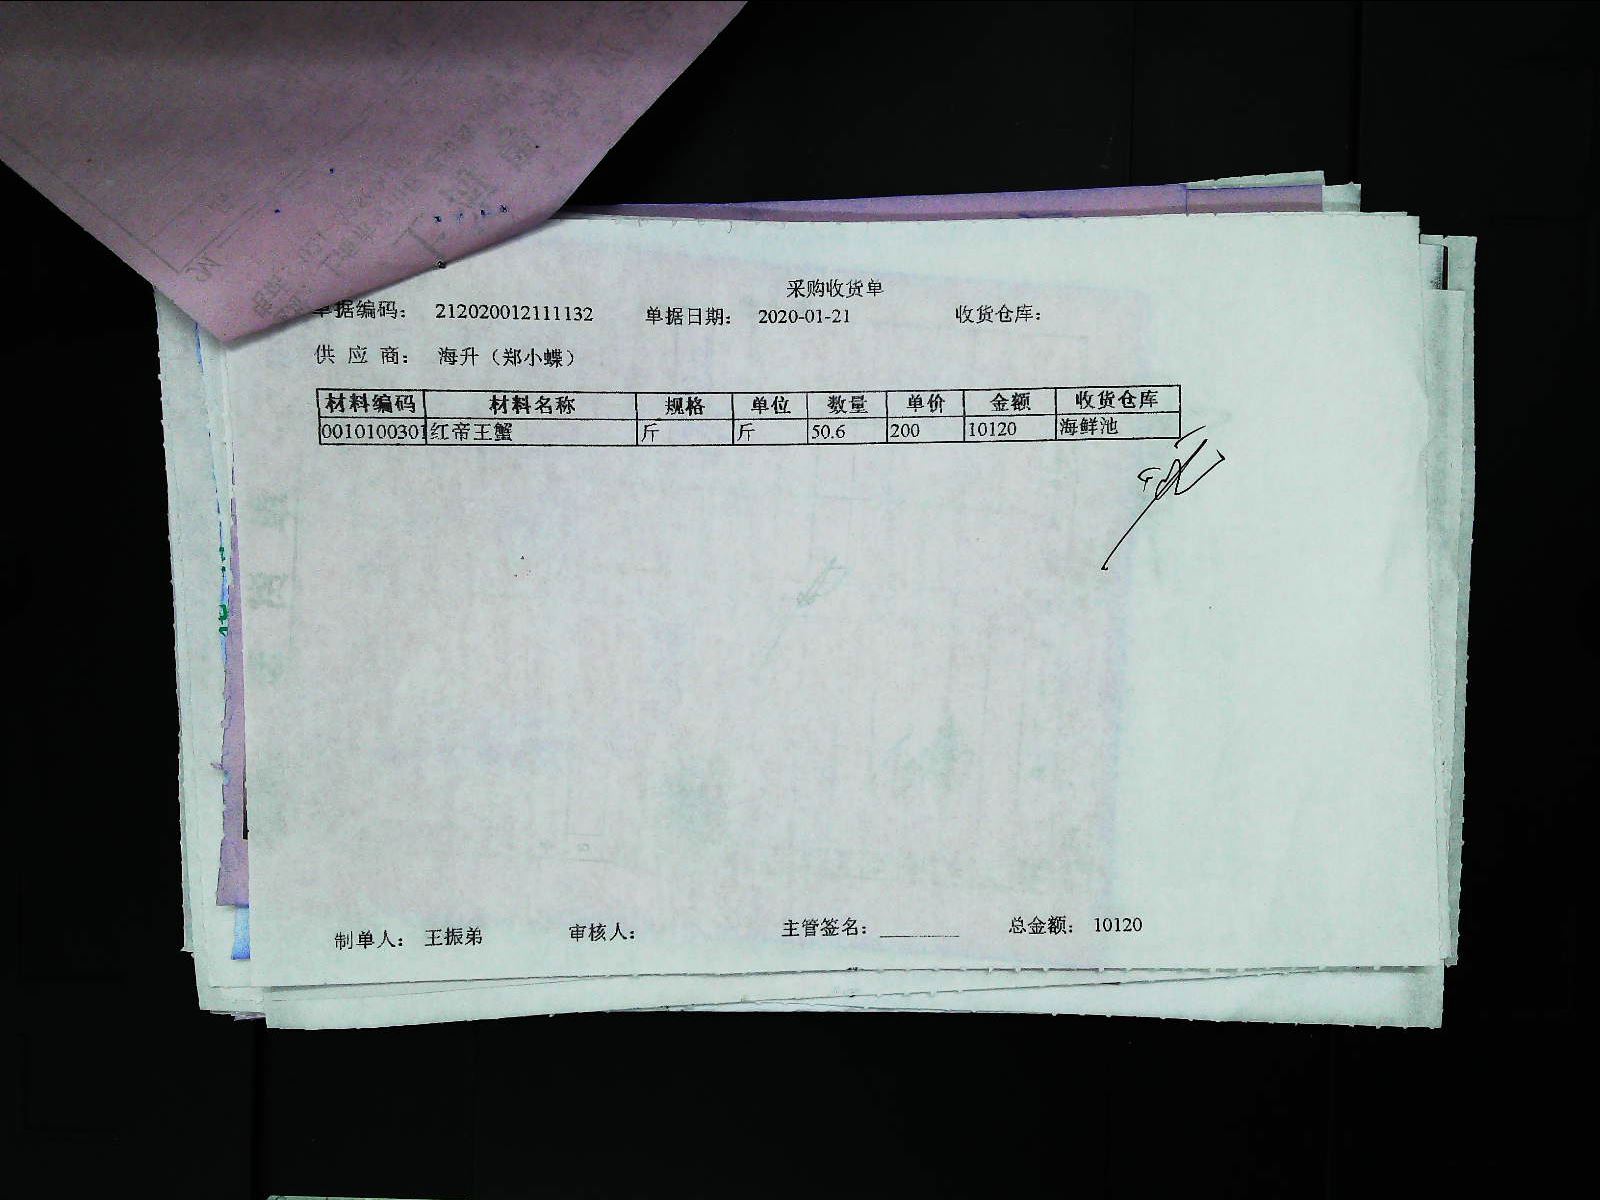 采购收货单
单据编码： 212020012111132 单据日期： 2020-01-21 收货仓库：
供 应 商： 海升（郑小蝶）
材料编码 材料名称 规格 单位 数量 单价 金额 收货仓库
0010100301 红帝王蟹 斤 斤 50.6 200 10120 海鲜池
制单人： 王振弟 审核人： 主管签名： 总金额： 10120